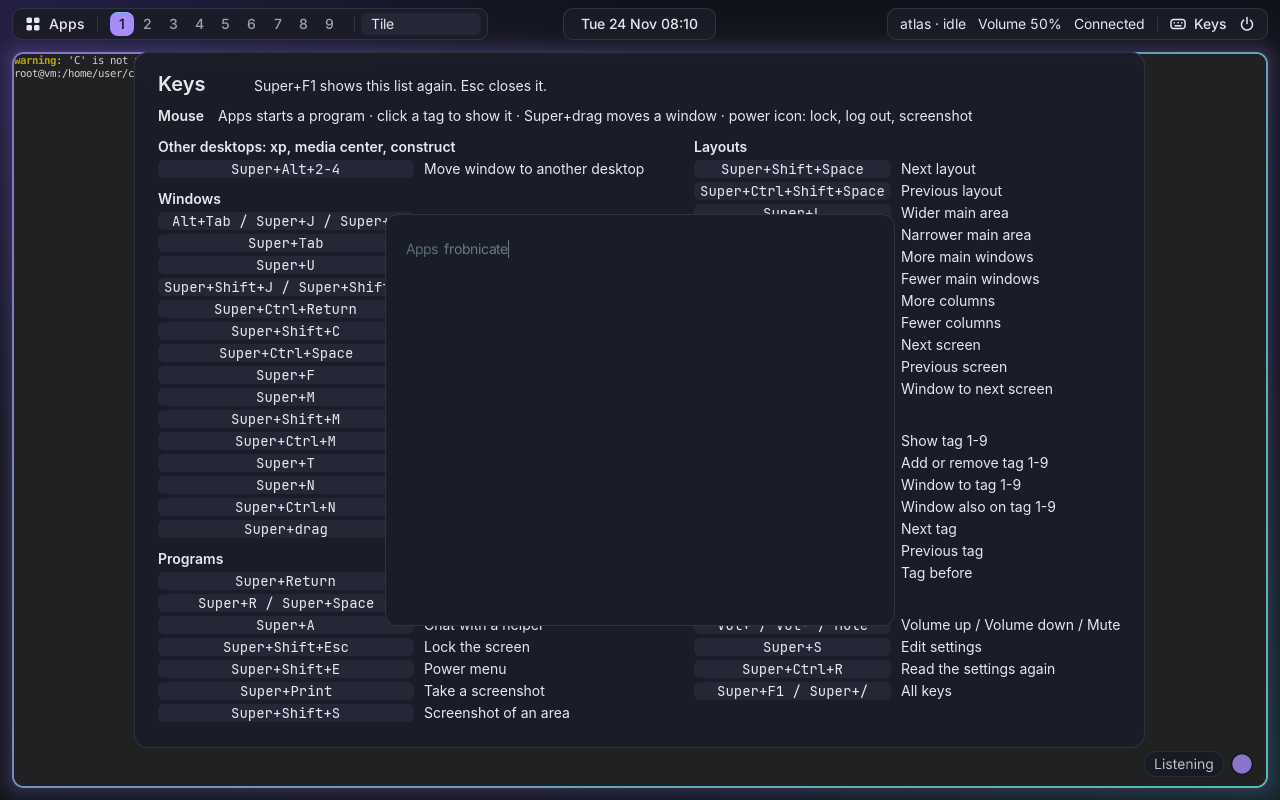 Apps 1 2 3 4 5 6 7 8 9 Tile Tue 24 Nov 08:10 atlas · idle Volume 50% Connected Keys
warning: 'C' is not
root@vm:/home/user/c
Keys Super+F1 shows this list again. Esc closes it.
Mouse Apps starts a program · click a tag to show it · Super+drag moves a window · power icon: lock, log out, screenshot
Other desktops: xp, media center, construct
Super+Alt+2-4 Move window to another desktop
Windows
Alt+Tab / Super+J / Super+
Super+Tab
Super+U
Super+Shift+J / Super+Shift
Super+Ctrl+Return
Super+Shift+C
Super+Ctrl+Space
Super+F
Super+M
Super+Shift+M
Super+Ctrl+M
Super+T
Super+N
Super+Ctrl+N
Super+drag
Programs
Super+Return
Super+R / Super+Space
Super+A Chat with a helper
Super+Shift+Esc Lock the screen
Super+Shift+E Power menu
Super+Print Take a screenshot
Super+Shift+S Screenshot of an area
Layouts
Super+Shift+Space Next layout
Super+Ctrl+Shift+Space Previous layout
Super+L Wider main area
Narrower main area
More main windows
Fewer main windows
More columns
Fewer columns
Next screen
Previous screen
Window to next screen
Show tag 1-9
Add or remove tag 1-9
Window to tag 1-9
Window also on tag 1-9
Next tag
Previous tag
Tag before
Vol+ / Vol- / Mute Volume up / Volume down / Mute
Super+S Edit settings
Super+Ctrl+R Read the settings again
Super+F1 / Super+/ All keys
Apps frobnicate
Listening